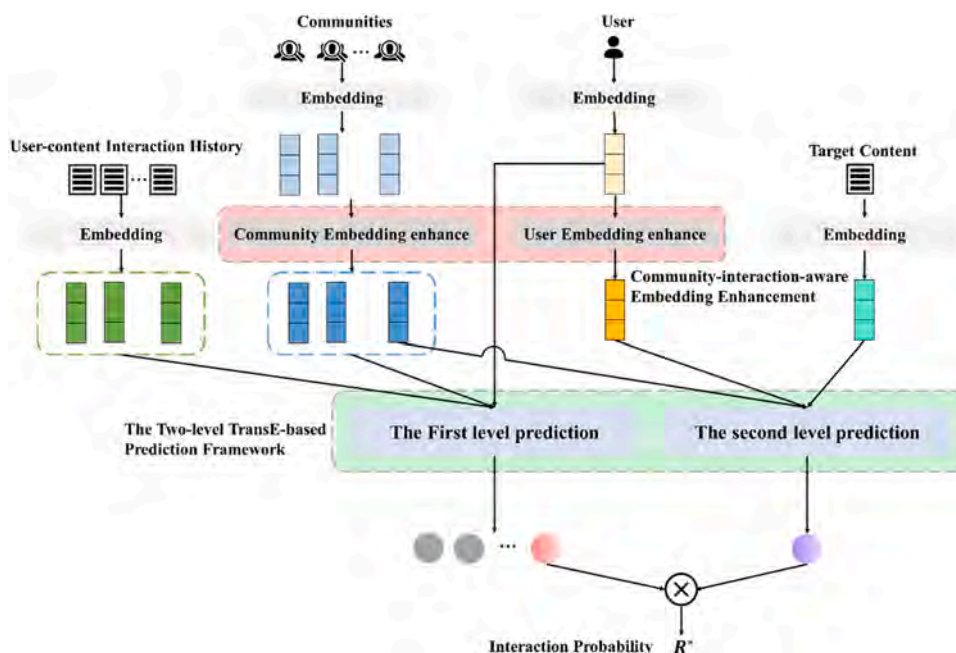 Communities
User
...
Embedding
Embedding
User-content Interaction History
Target Content
...
Embedding
Community Embedding enhance
User Embedding enhance
Embedding
Community-interaction-aware
Embedding Enhancement
The Two-level TransE-based
Prediction Framework
The First level prediction
The second level prediction
...
Interaction Probability R*